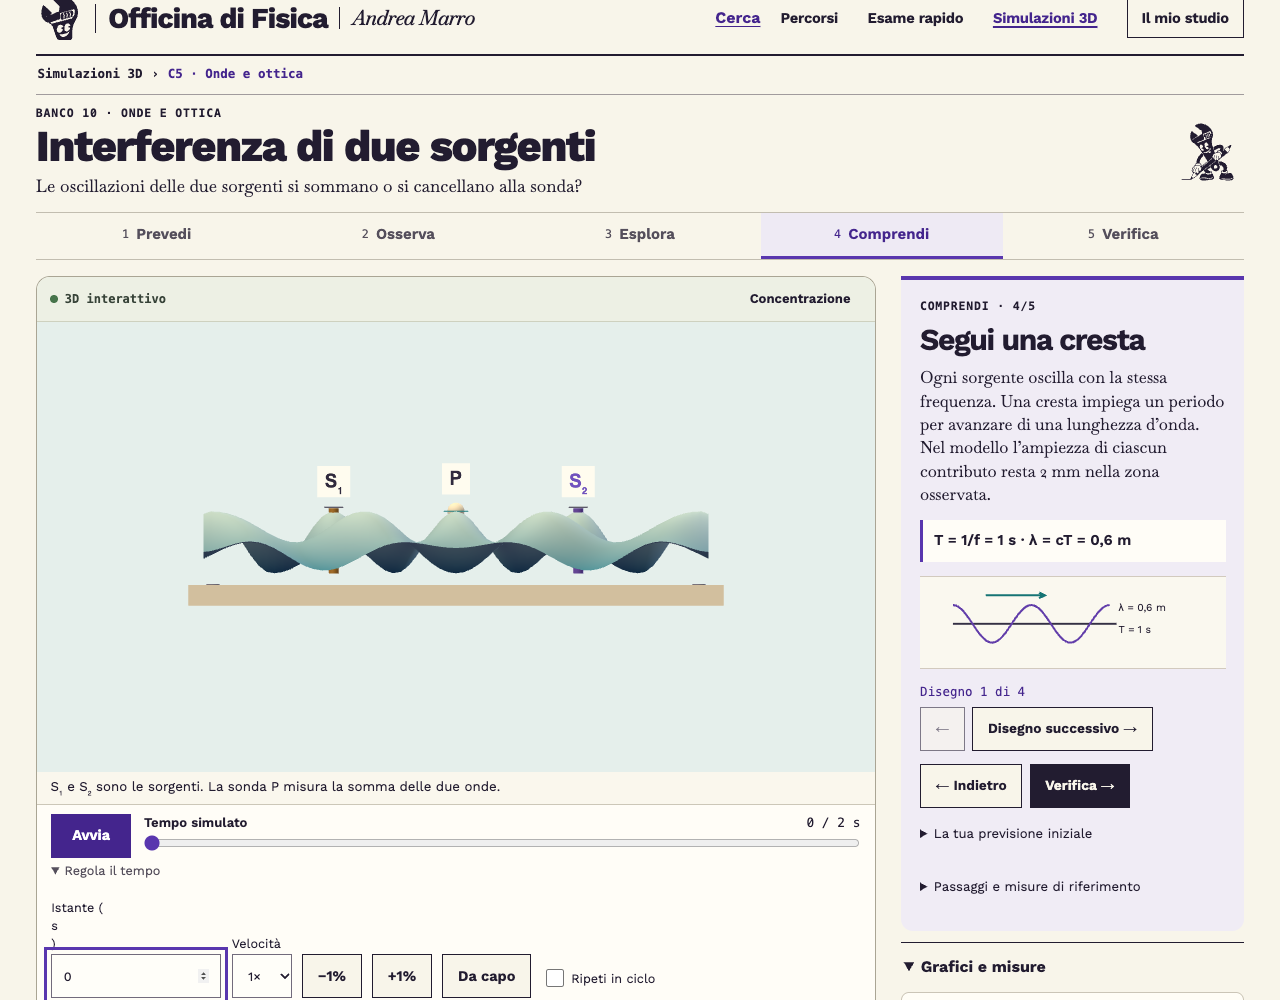 Officina di Fisica
Andrea Marro
Cerca
Percorsi
Esame rapido
Simulazioni 3D
Il mio studio
Simulazioni 3D › C5 · Onde e ottica
BANCO 10 · ONDE E OTTICA
Interferenza di due sorgenti
Le oscillazioni delle due sorgenti si sommano o si cancellano alla sonda?
1 Prevedi
2 Osserva
3 Esplora
4 Comprendi
5 Verifica
3D interattivo
Concentrazione
S₁
P
S₂
S₁ e S₂ sono le sorgenti. La sonda P misura la somma delle due onde.
Avvia
Tempo simulato
0 / 2 s
▼ Regola il tempo
Istante (
s
)
0
Velocità
1×
−1%
+1%
Da capo
Ripeti in ciclo
COMPRENDI · 4/5
Segui una cresta
Ogni sorgente oscilla con la stessa
frequenza. Una cresta impiega un periodo
per avanzare di una lunghezza d’onda.
Nel modello l’ampiezza di ciascun
contributo resta 2 mm nella zona
osservata.
T = 1/f = 1 s · λ = cT = 0,6 m
λ = 0,6 m
T = 1 s
Disegno 1 di 4
←
Disegno successivo →
← Indietro
Verifica →
▶ La tua previsione iniziale
▶ Passaggi e misure di riferimento
▼ Grafici e misure